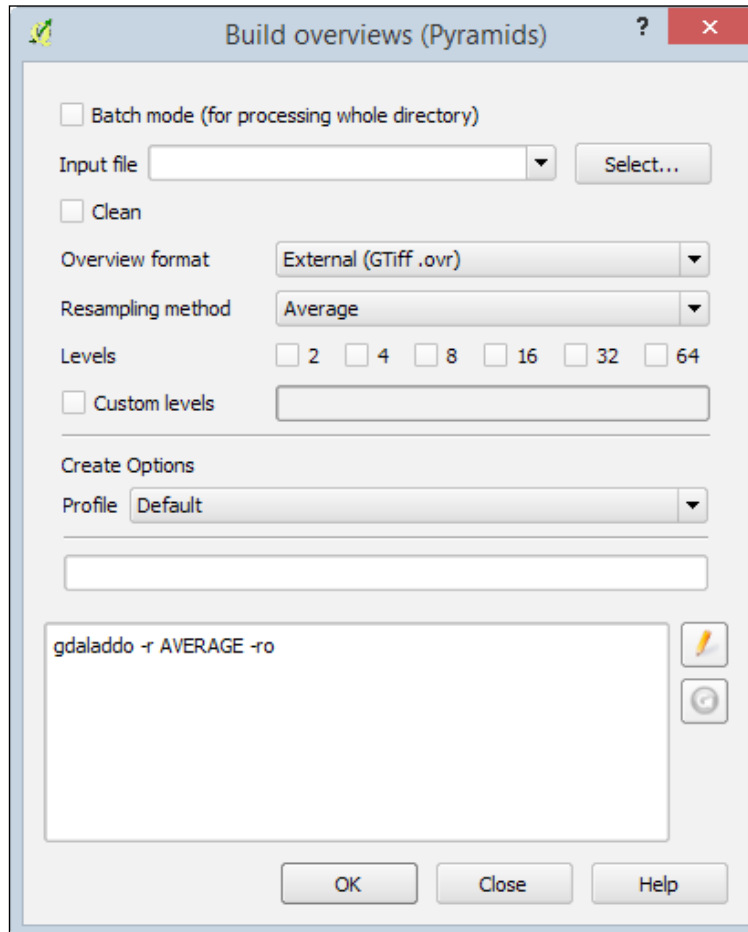 Build overviews (Pyramids)
? ×
Batch mode (for processing whole directory)
Input file Select...
Clean
Overview format External (GTiff .ovr)
Resampling method Average
Levels 2 4 8 16 32 64
Custom levels
Create Options
Profile Default
gdaladdo -r AVERAGE -ro
OK Close Help